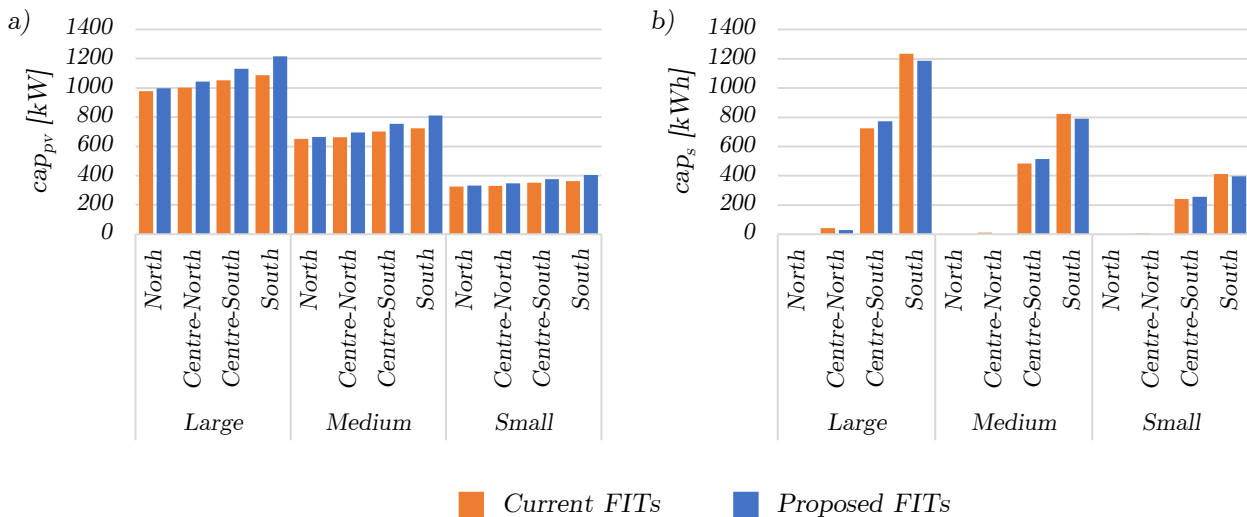 a)
cap_pv [kW]
1400
1200
1000
800
600
400
200
0
North
Centre-North
Centre-South
South
North
Centre-North
Centre-South
South
North
Centre-North
Centre-South
South
Large
Medium
Small
b)
cap_s [kWh]
1400
1200
1000
800
600
400
200
0
North
Centre-North
Centre-South
South
North
Centre-North
Centre-South
South
North
Centre-North
Centre-South
South
Large
Medium
Small
Current FITs
Proposed FITs